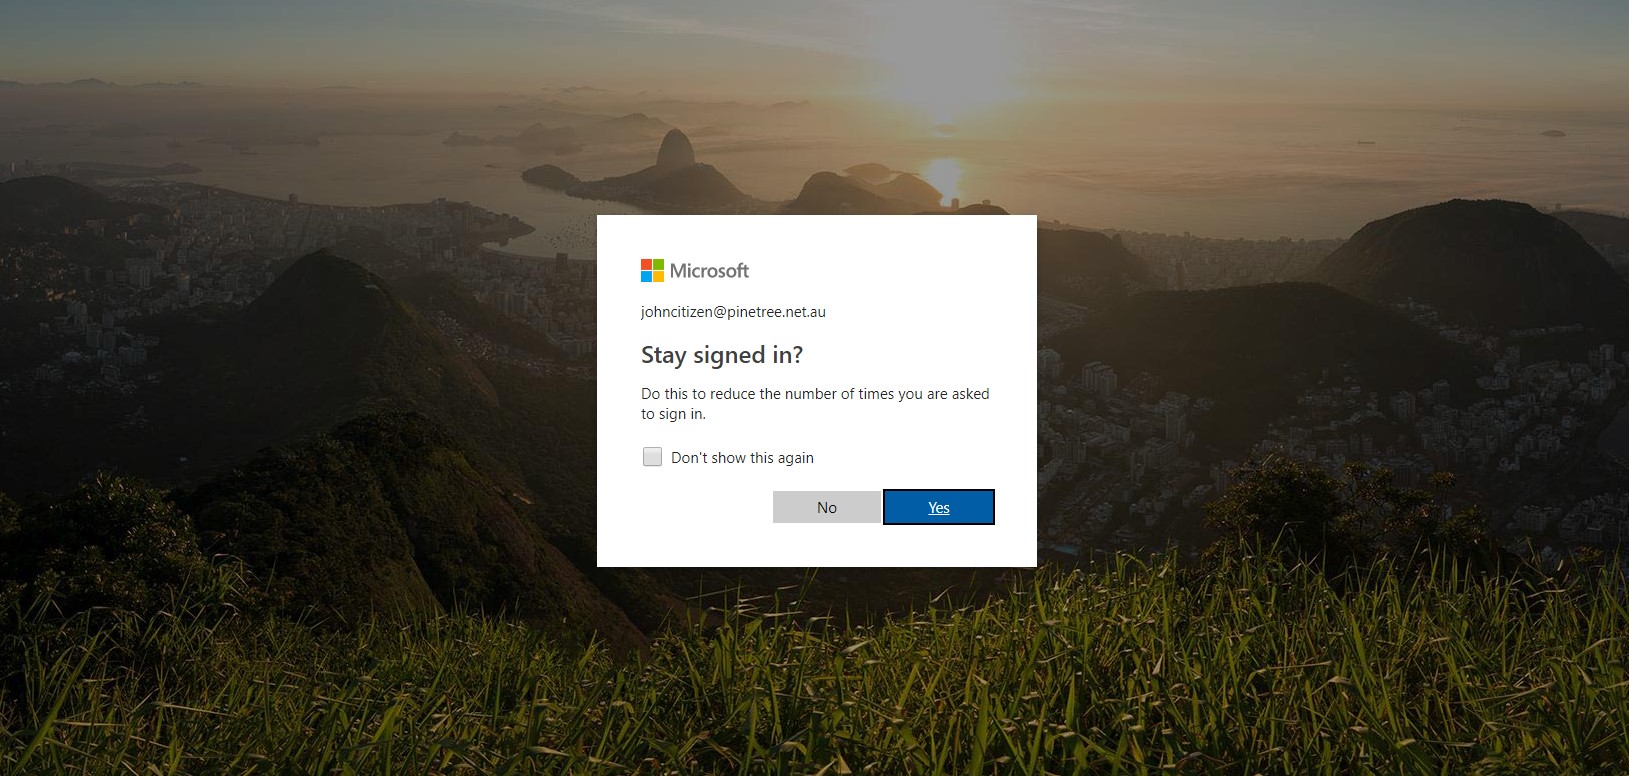 Microsoft
johncitizen@pinetree.net.au
Stay signed in?
Do this to reduce the number of times you are asked
to sign in.
Don't show this again
No
Yes